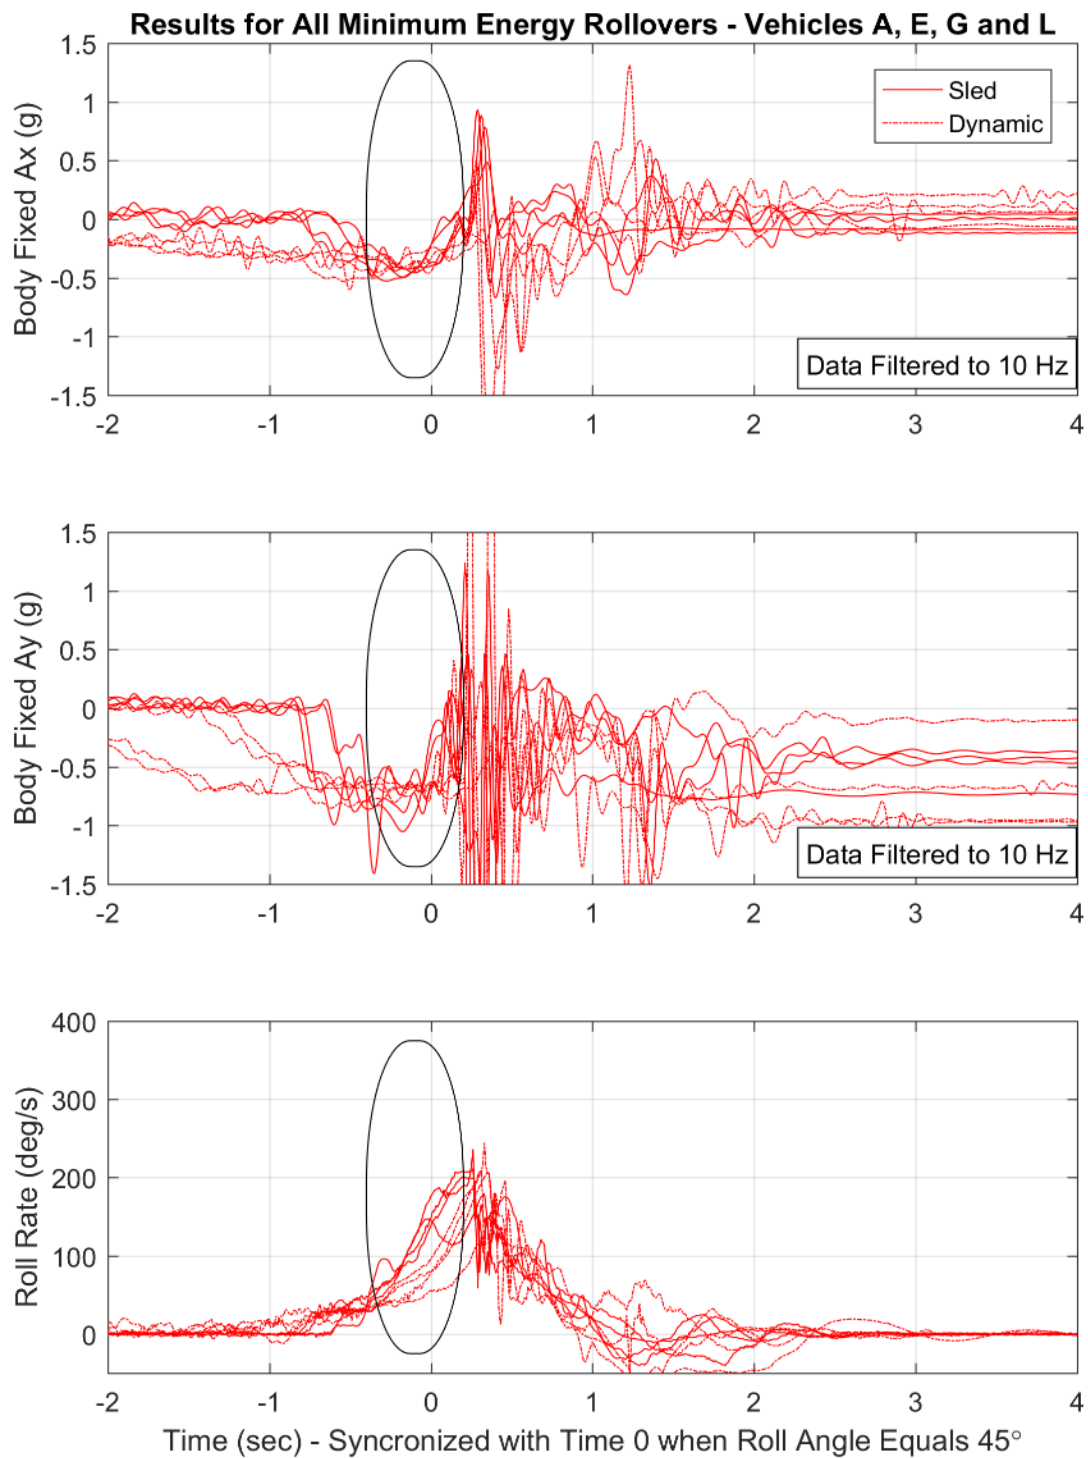 Results for All Minimum Energy Rollovers - Vehicles A, E, G and L
Body Fixed Ax (g)
1.5
1
0.5
0
-0.5
-1
-1.5
Sled
Dynamic
Data Filtered to 10 Hz
-2 -1 0 1 2 3 4
Body Fixed Ay (g)
1.5
1
0.5
0
-0.5
-1
-1.5
Data Filtered to 10 Hz
-2 -1 0 1 2 3 4
Roll Rate (deg/s)
400
300
200
100
0
-2 -1 0 1 2 3 4
Time (sec) - Syncronized with Time 0 when Roll Angle Equals 45°